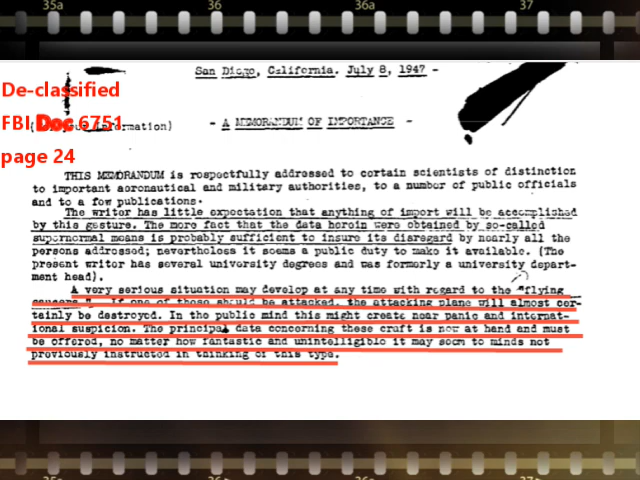 35a 36 36a 37
San Diego, California. July 8, 1947 -
De-classified
FBI Doc 6751
page 24
- A MEMORANDUM OF IMPORTANCE -
information)
THIS MEMORANDUM is respectfully addressed to certain scientists of distinction
to important aeronautical and military authorities, to a number of public officials
and to a few publications.
The writer has little expectation that anything of import will be accomplished
by this gesture. The mere fact that the data herein were obtained by so-called
supernormal means is probably sufficient to insure its disregard by nearly all the
persons addressed; nevertheless it seems a public duty to make it available. (The
present writer has several university degrees and was formerly a university depart-
ment head).
A very serious situation may develop at any time with regard to the "flying
saucers." If one of these should be attacked, the attacking plane will almost cer-
tainly be destroyed. In the public mind this might create near panic and internat-
ional suspicion. The principal data concerning these craft is now at hand and must
be offered, no matter how fantastic and unintelligible it may seem to minds not
previously instructed in thinking of this type.
36a